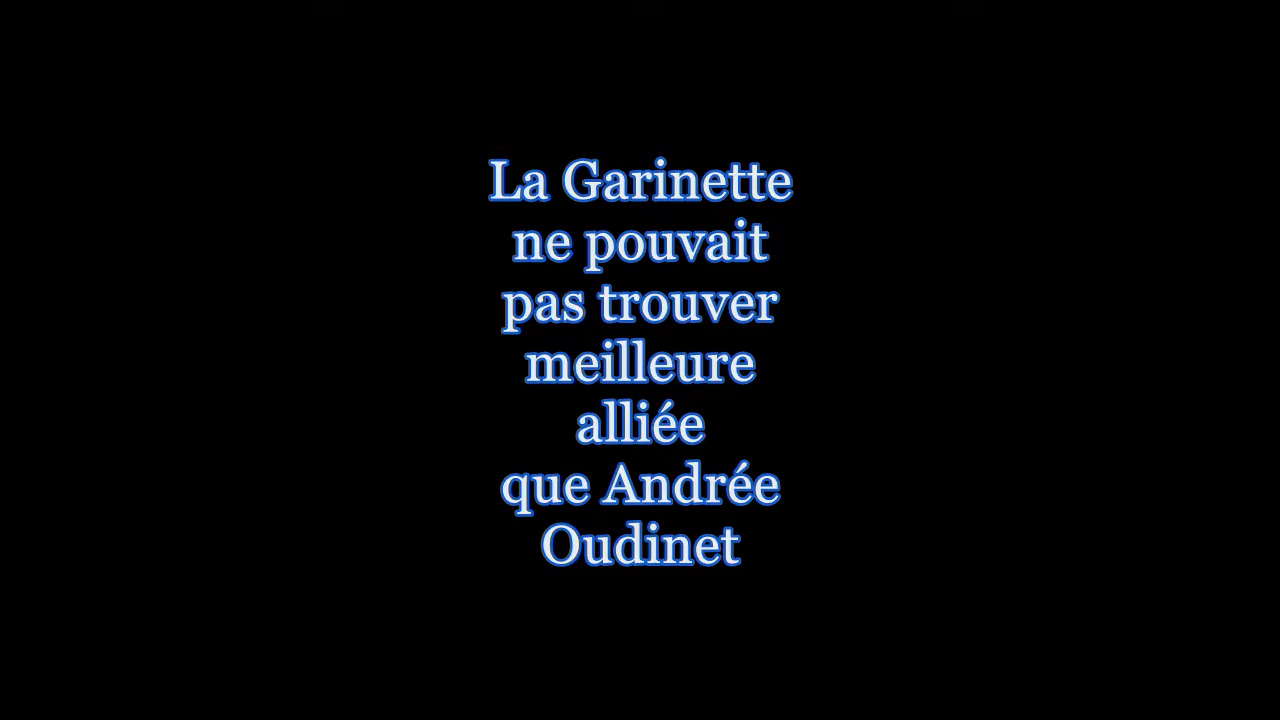 La Garinette
ne pouvait
pas trouver
meilleure
alliée
que Andrée
Oudinet